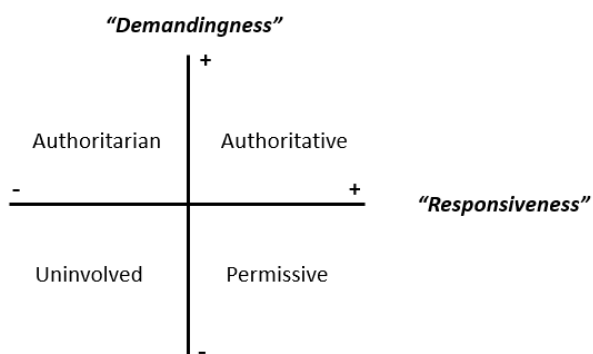 “Demandingness”
+
Authoritarian Authoritative
- +
“Responsiveness”
Uninvolved Permissive
-